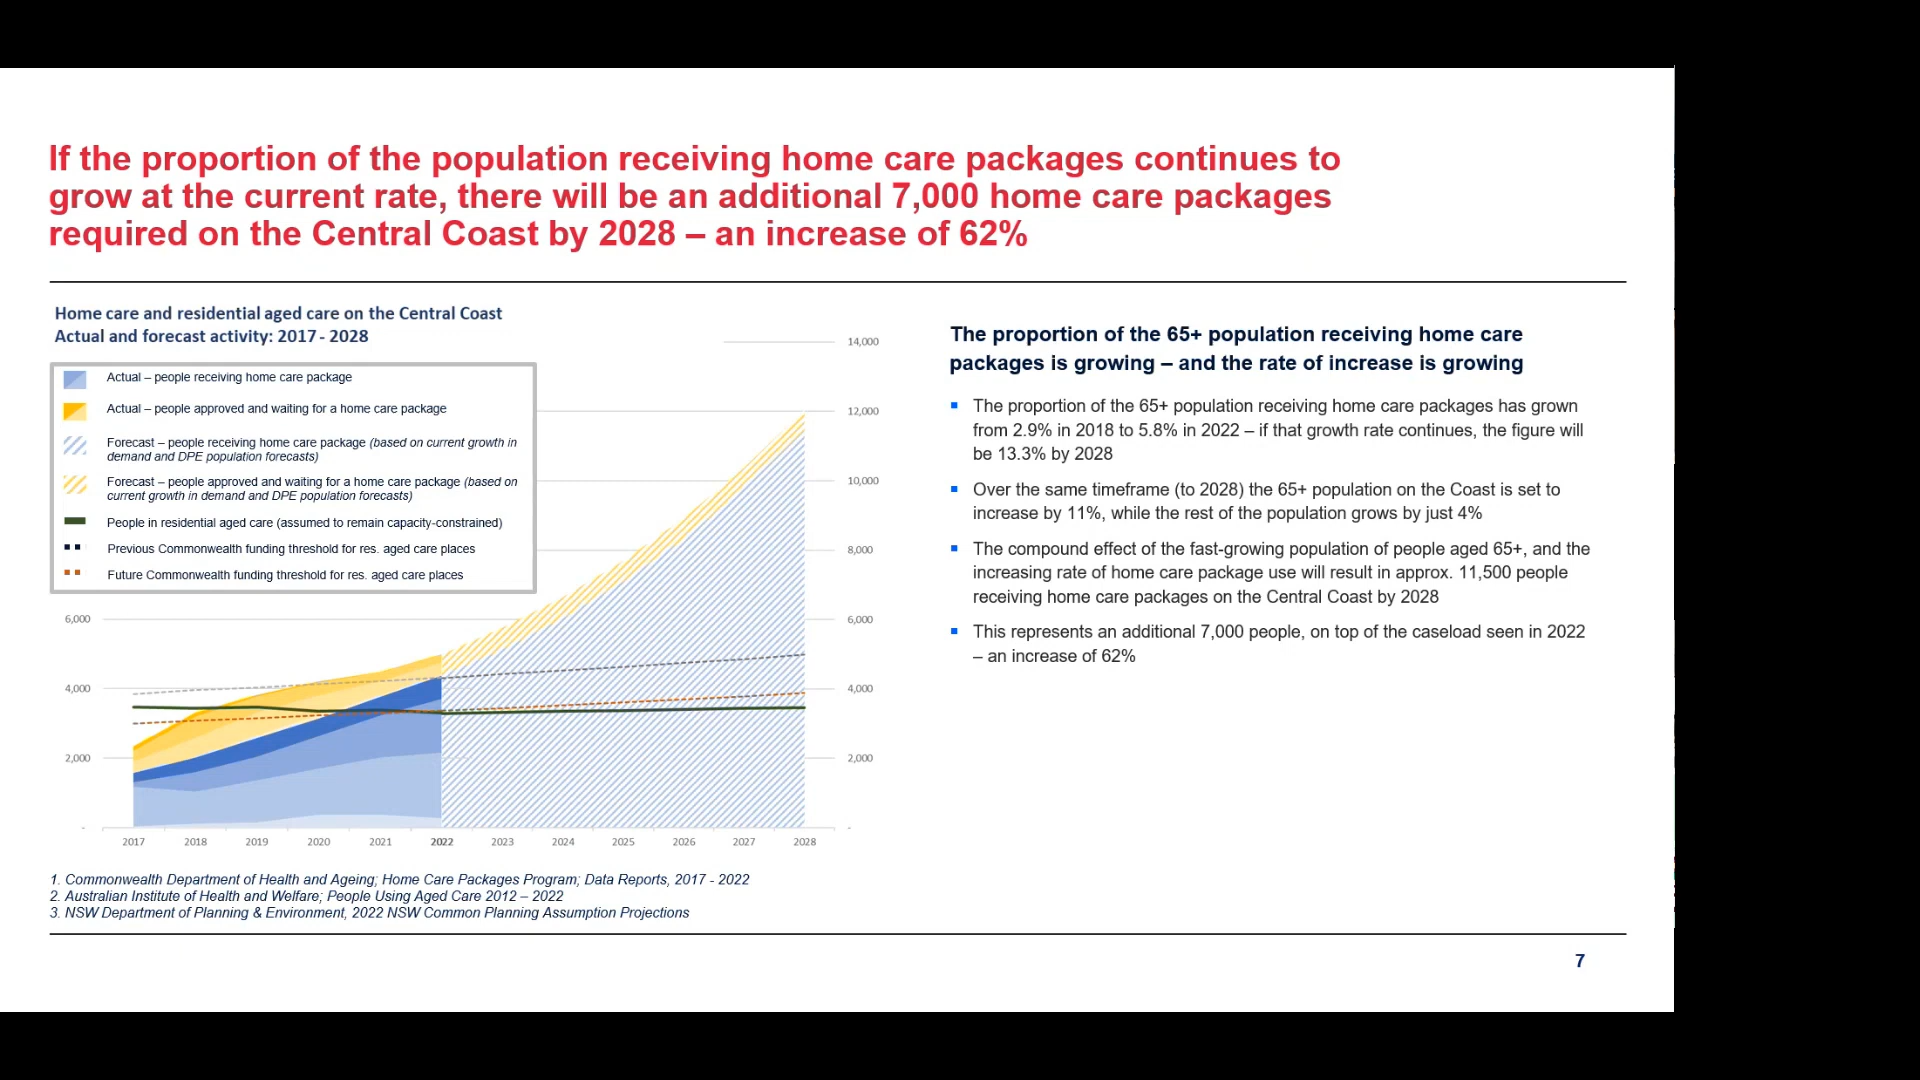 If the proportion of the population receiving home care packages continues to
grow at the current rate, there will be an additional 7,000 home care packages
required on the Central Coast by 2028 – an increase of 62%
Home care and residential aged care on the Central Coast
Actual and forecast activity: 2017 - 2028
Actual – people receiving home care package
Actual – people approved and waiting for a home care package
Forecast – people receiving home care package (based on current growth in
demand and DPE population forecasts)
Forecast – people approved and waiting for a home care package (based on
current growth in demand and DPE population forecasts)
People in residential aged care (assumed to remain capacity-constrained)
Previous Commonwealth funding threshold for res. aged care places
Future Commonwealth funding threshold for res. aged care places
6,000
4,000
2,000
-
14,000
12,000
10,000
8,000
6,000
4,000
2,000
-
2017 2018 2019 2020 2021 2022 2023 2024 2025 2026 2027 2028
The proportion of the 65+ population receiving home care
packages is growing – and the rate of increase is growing
The proportion of the 65+ population receiving home care packages has grown
from 2.9% in 2018 to 5.8% in 2022 – if that growth rate continues, the figure will
be 13.3% by 2028
Over the same timeframe (to 2028) the 65+ population on the Coast is set to
increase by 11%, while the rest of the population grows by just 4%
The compound effect of the fast-growing population of people aged 65+, and the
increasing rate of home care package use will result in approx. 11,500 people
receiving home care packages on the Central Coast by 2028
This represents an additional 7,000 people, on top of the caseload seen in 2022
– an increase of 62%
1. Commonwealth Department of Health and Ageing; Home Care Packages Program; Data Reports, 2017 - 2022
2. Australian Institute of Health and Welfare; People Using Aged Care 2012 – 2022
3. NSW Department of Planning & Environment, 2022 NSW Common Planning Assumption Projections
7